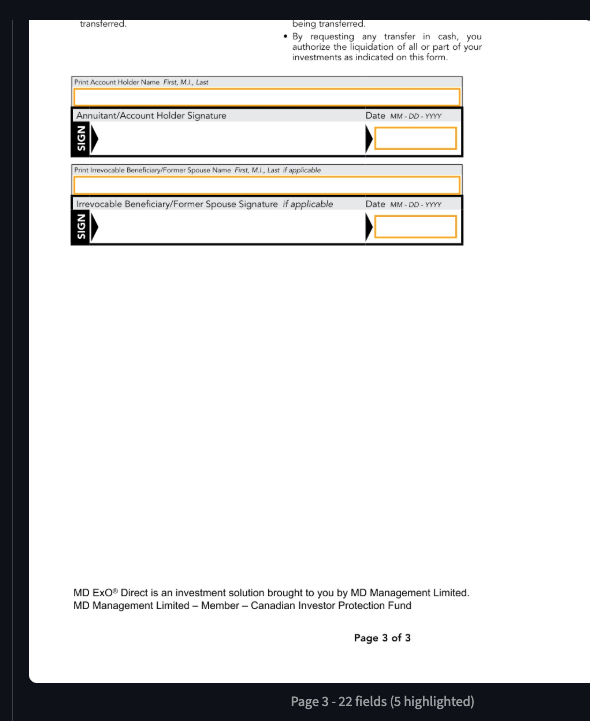 transferred.
being transferred.
• By requesting any transfer in cash, you
authorize the liquidation of all or part of your
investments as indicated on this form.
Print Account Holder Name First, M.I., Last
Annuitant/Account Holder Signature Date MM - DD - YYYY
SIGN
Print Irrevocable Beneficiary/Former Spouse Name First, M.I., Last if applicable
Irrevocable Beneficiary/Former Spouse Signature if applicable Date MM - DD - YYYY
SIGN
MD ExO® Direct is an investment solution brought to you by MD Management Limited.
MD Management Limited – Member – Canadian Investor Protection Fund
Page 3 of 3
Page 3 - 22 fields (5 highlighted)